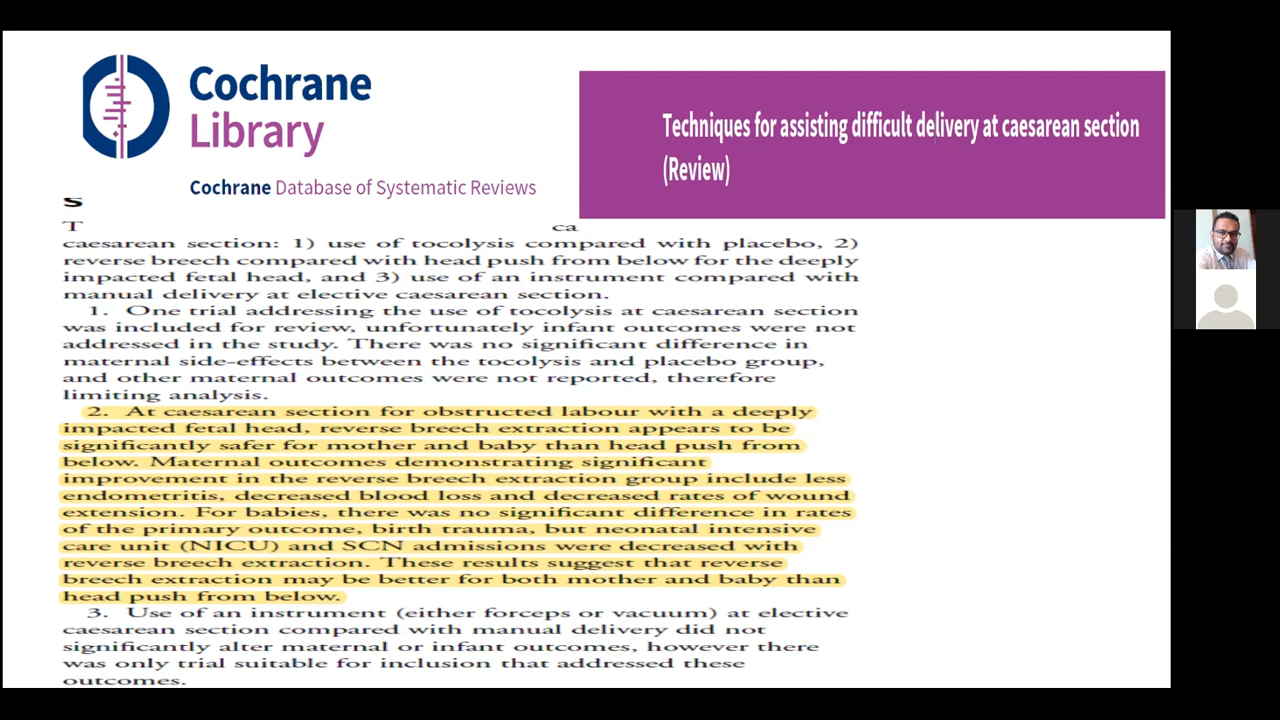 Cochrane
Library
Cochrane Database of Systematic Reviews
Techniques for assisting difficult delivery at caesarean section
(Review)
S
T ca
caesarean section: 1) use of tocolysis compared with placebo, 2)
reverse breech compared with head push from below for the deeply
impacted fetal head, and 3) use of an instrument compared with
manual delivery at elective caesarean section.
1. One trial addressing the use of tocolysis at caesarean section
was included for review, unfortunately infant outcomes were not
addressed in the study. There was no significant difference in
maternal side-effects between the tocolysis and placebo group,
and other maternal outcomes were not reported, therefore
limiting analysis.
2. At caesarean section for obstructed labour with a deeply
impacted fetal head, reverse breech extraction appears to be
significantly safer for mother and baby than head push from
below. Maternal outcomes demonstrating significant
improvement in the reverse breech extraction group include less
endometritis, decreased blood loss and decreased rates of wound
extension. For babies, there was no significant difference in rates
of the primary outcome, birth trauma, but neonatal intensive
care unit (NICU) and SCN admissions were decreased with
reverse breech extraction. These results suggest that reverse
breech extraction may be better for both mother and baby than
head push from below.
3. Use of an instrument (either forceps or vacuum) at elective
caesarean section compared with manual delivery did not
significantly alter maternal or infant outcomes, however there
was only trial suitable for inclusion that addressed these
outcomes.